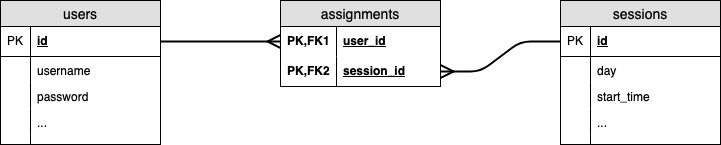 users
PK id
username
password
...
assignments
PK,FK1 user_id
PK,FK2 session_id
sessions
PK id
day
start_time
...